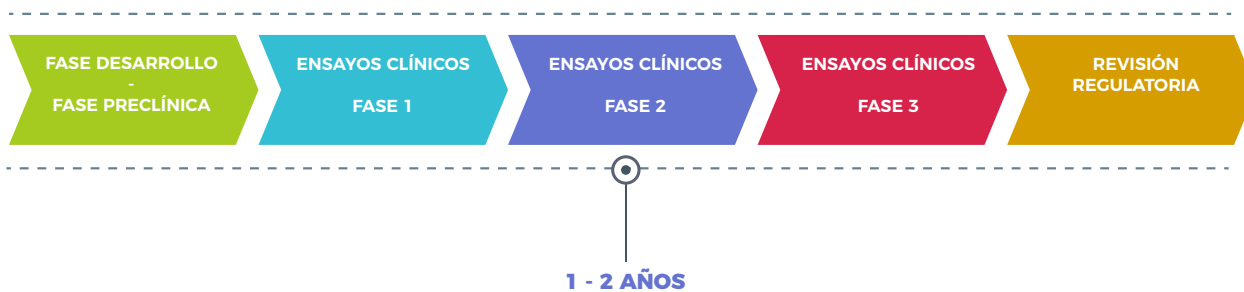 FASE DESARROLLO
-
FASE PRECLÍNICA
ENSAYOS CLÍNICOS
FASE 1
ENSAYOS CLÍNICOS
FASE 2
ENSAYOS CLÍNICOS
FASE 3
REVISIÓN
REGULATORIA
1 - 2 AÑOS